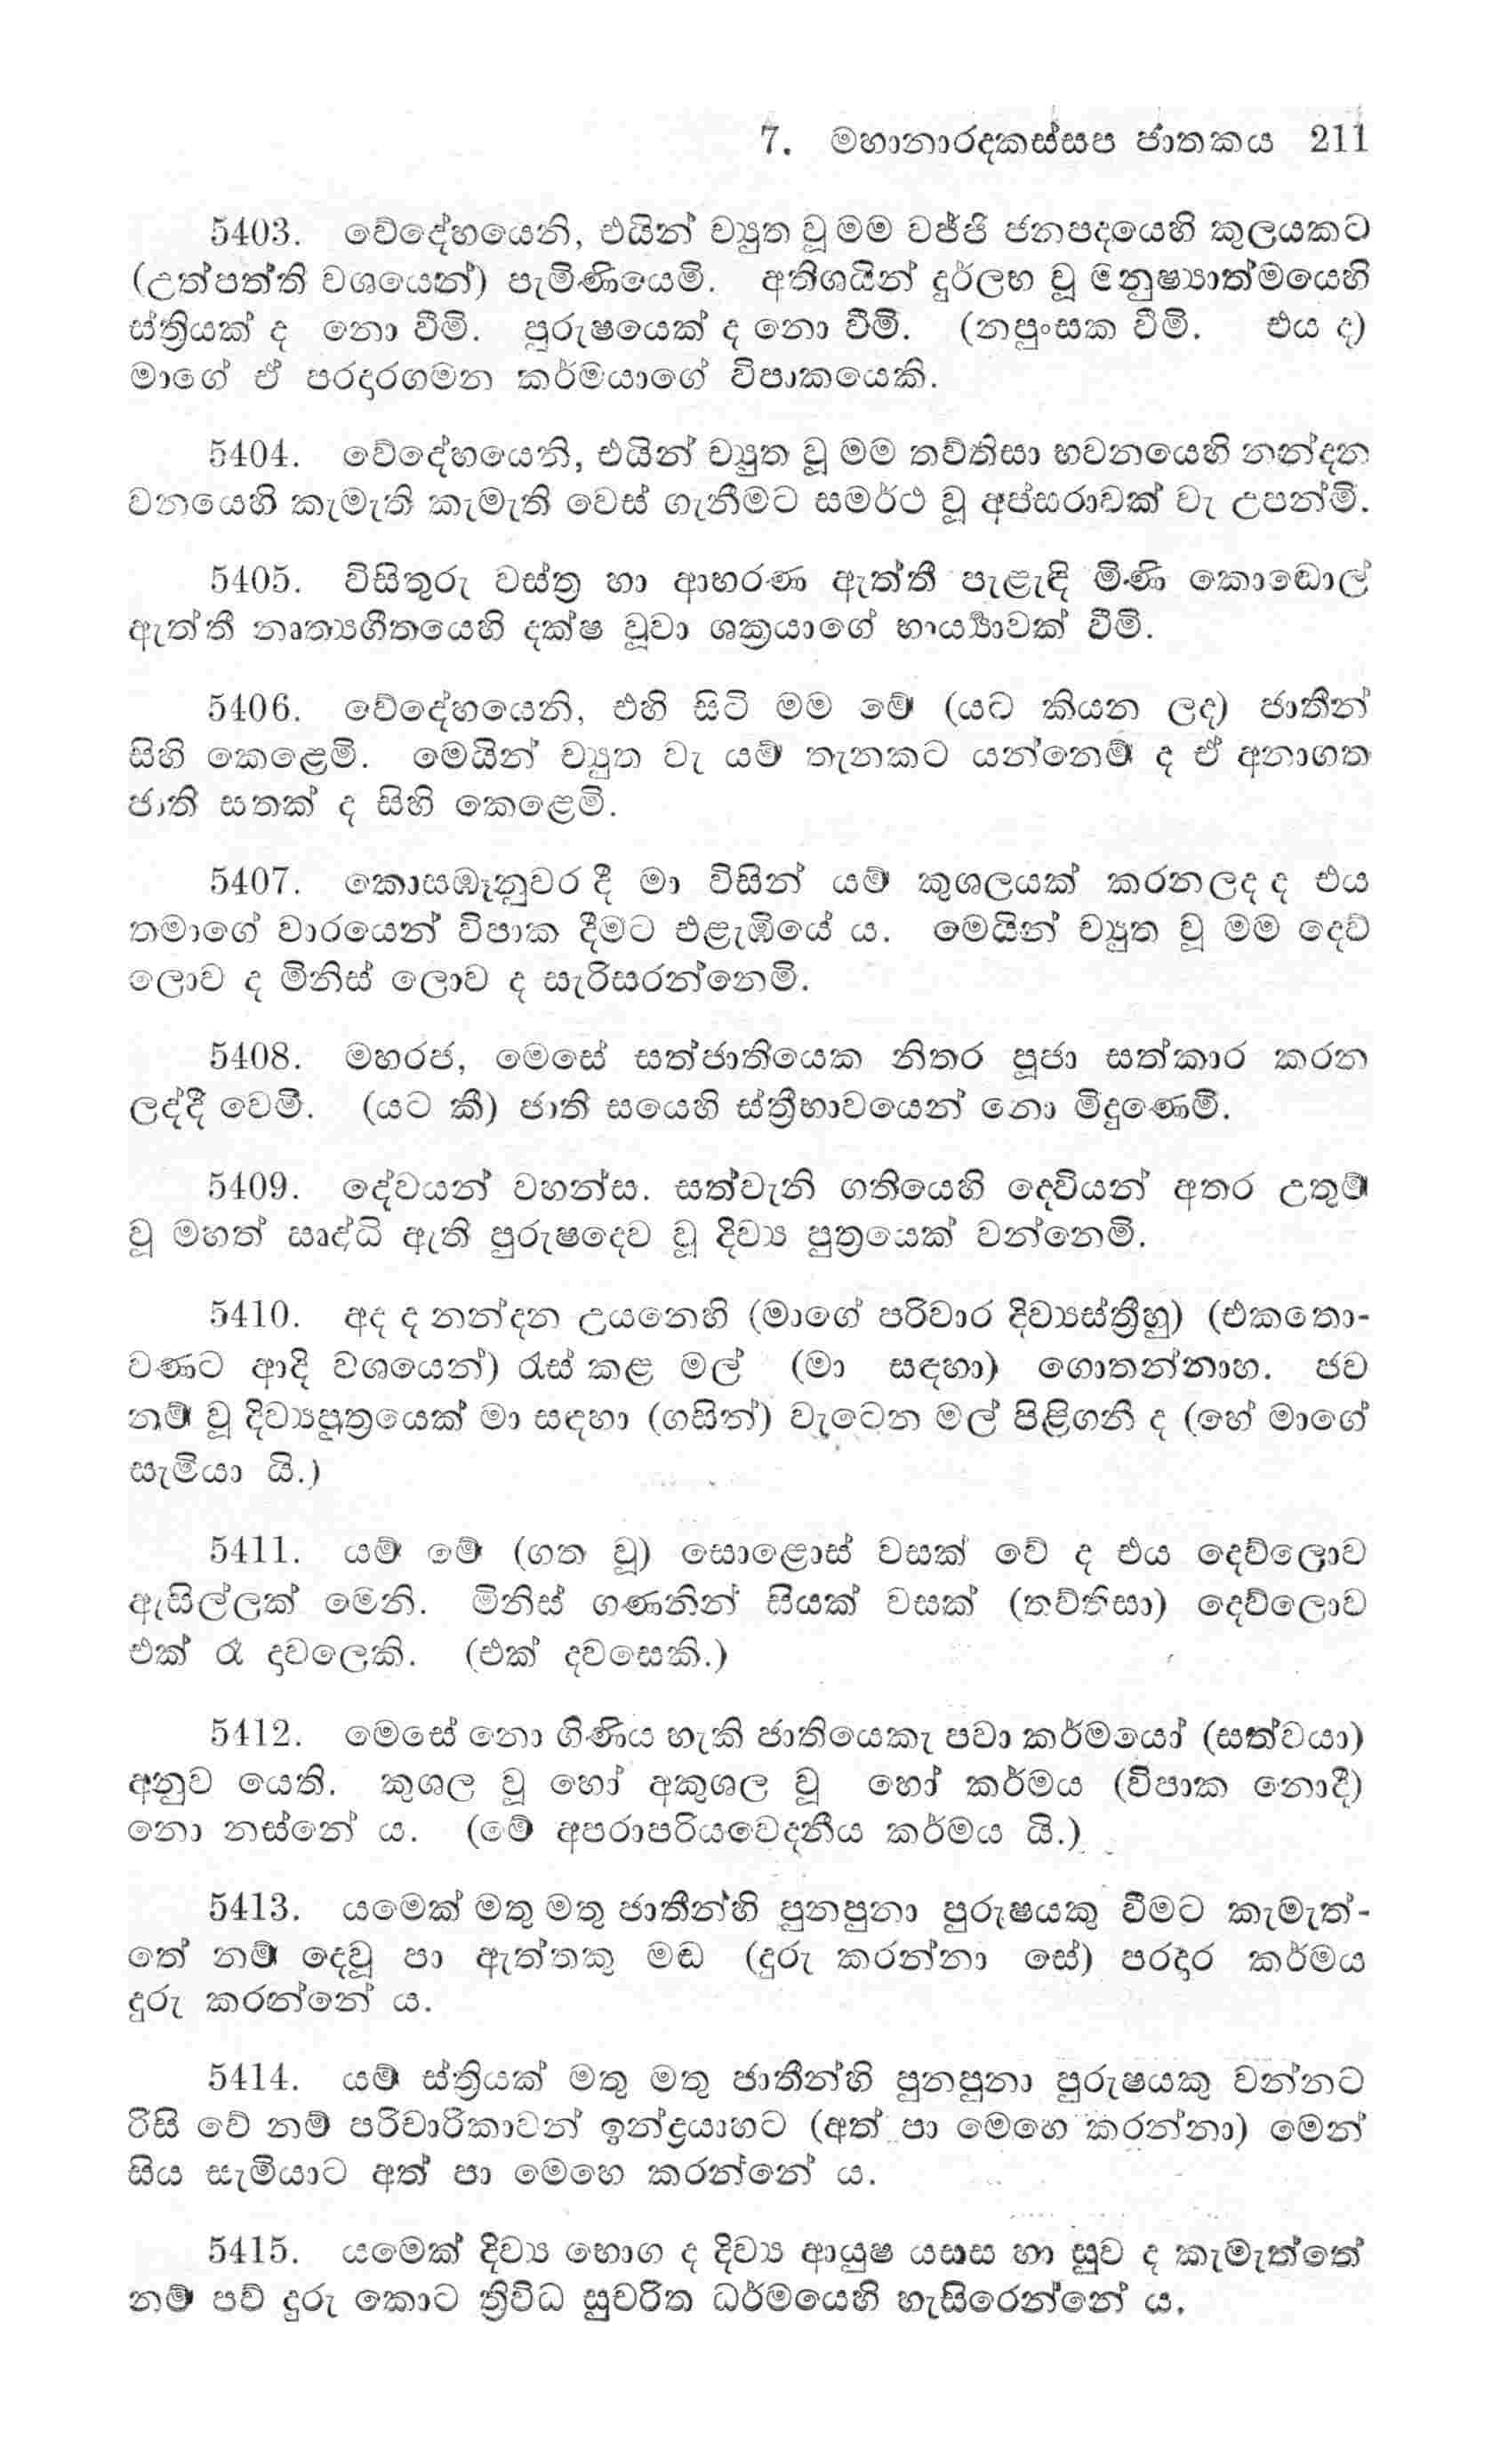 7. මහානාරදකස්සප ජාතකය 211
5403. වේදේහයෙනි, එයින් ච්‍යුත වූ මම වජ්ජි ජනපදයෙහි කුලයකට
(උත්පත්ති වශයෙන්) පැමිණියෙමි. අතිශයින් දුර්ලභ වූ මනුෂ්‍යාත්මයෙහි
ස්ත්‍රියක් ද නො වීමි. පුරුෂයෙක් ද නො වීමි. (නපුංසක වීමි. එය ද)
මාගේ ඒ පරදාරගමන කර්මයාගේ විපාකයෙකි.
5404. වේදේහයෙනි, එයින් ච්‍යුත වූ මම තව්තිසා භවනයෙහි නන්දන
වනයෙහි කැමැති කැමැති වෙස් ගැනීමට සමර්ථ වූ අප්සරාවක් වැ උපන්මි.
5405. විසිතුරු වස්ත්‍ර හා ආභරණ ඇත්තී පැළැඳි මිණි කොඬොල්
ඇත්තී නෘත්‍යගීතයෙහි දක්ෂ වූවා ශක්‍රයාගේ භාර්‍ය්‍යාවක් වීමි.
5406. වේදේහයෙනි, එහි සිටි මම මේ (යට කියන ලද) ජාතීන්
සිහි කෙළෙමි. මෙයින් ච්‍යුත වැ යම් තැනකට යන්නෙම් ද ඒ අනාගත
ජාති සතක් ද සිහි කෙළෙමි.
5407. කොසඹෑනුවර දී මා විසින් යම් කුශලයක් කරනලද ද එය
තමාගේ වාරයෙන් විපාක දීමට එළැඹියේ ය. මෙයින් ච්‍යුත වූ මම දෙව්
ලොව ද මිනිස් ලොව ද සැරිසරන්නෙමි.
5408. මහරජ, මෙසේ සත්ජාතියෙක නිතර පූජා සත්කාර කරන
ලද්දී වෙමි. (යට කී) ජාති සයෙහි ස්ත්‍රීභාවයෙන් නො මිදුණෙමි.
5409. දේවයන් වහන්ස. සත්වැනි ගතියෙහි දෙවියන් අතර උතුම්
වූ මහත් සෘද්ධි ඇති පුරුෂදෙව වූ දිව්‍ය පුත්‍රයෙක් වන්නෙමි.
5410. අද ද නන්දන උයනෙහි (මාගේ පරිවාර දිව්‍යස්ත්‍රීහු) (එකතො-
වණට ආදි වශයෙන්) රැස් කළ මල් (මා සඳහා) ගොතන්නාහ. ජව
නම් වූ දිව්‍යපුත්‍රයෙක් මා සඳහා (ගසින්) වැටෙන මල් පිළිගනී ද (හේ මාගේ
සැමියා යි.)
5411. යම් මේ (ගත වූ) සොළොස් වසක් වේ ද එය දෙව්ලොව
ඇසිල්ලක් මෙනි. මිනිස් ගණනින් සියක් වසක් (තව්තිසා) දෙව්ලොව
එක් රෑ දාවලෙකි. (එක් දවසෙකි.)
5412. මෙසේ නො ගිණිය හැකි ජාතියෙකැ පවා කර්මයෝ (සත්වයා)
අනුව යෙති. කුශල වූ හෝ අකුශල වූ හෝ කර්මය (විපාක නොදී)
නො නස්නේ ය. (මේ අපරාපරියවෙදනීය කර්මය යි.)
5413. යමෙක් මතු මතු ජාතීන්හි පුනපුනා පුරුෂයකු වීමට කැමැත්-
තේ නම් දෙවූ පා ඇත්තකු මඬ (දුරු කරන්නා සේ) පරදාර කර්මය
දුරු කරන්නේ ය.
5414. යම් ස්ත්‍රියක් මතු මතු ජාතීන්හි පුනපුනා පුරුෂයකු වන්නට
රිසි වේ නම් පරිචාරිකාවන් ඉන්ද්‍රයාහට (අත් පා මෙහෙ කරන්නා) මෙන්
සිය සැමියාට අත් පා මෙහෙ කරන්නේ ය.
5415. යමෙක් දිව්‍ය භොග ද දිව්‍ය ආයුෂ යසස හා සුව ද කැමැත්තේ
නම් පව් දුරු කොට ත්‍රිවිධ සුචරිත ධර්මයෙහි හැසිරෙන්නේ ය.